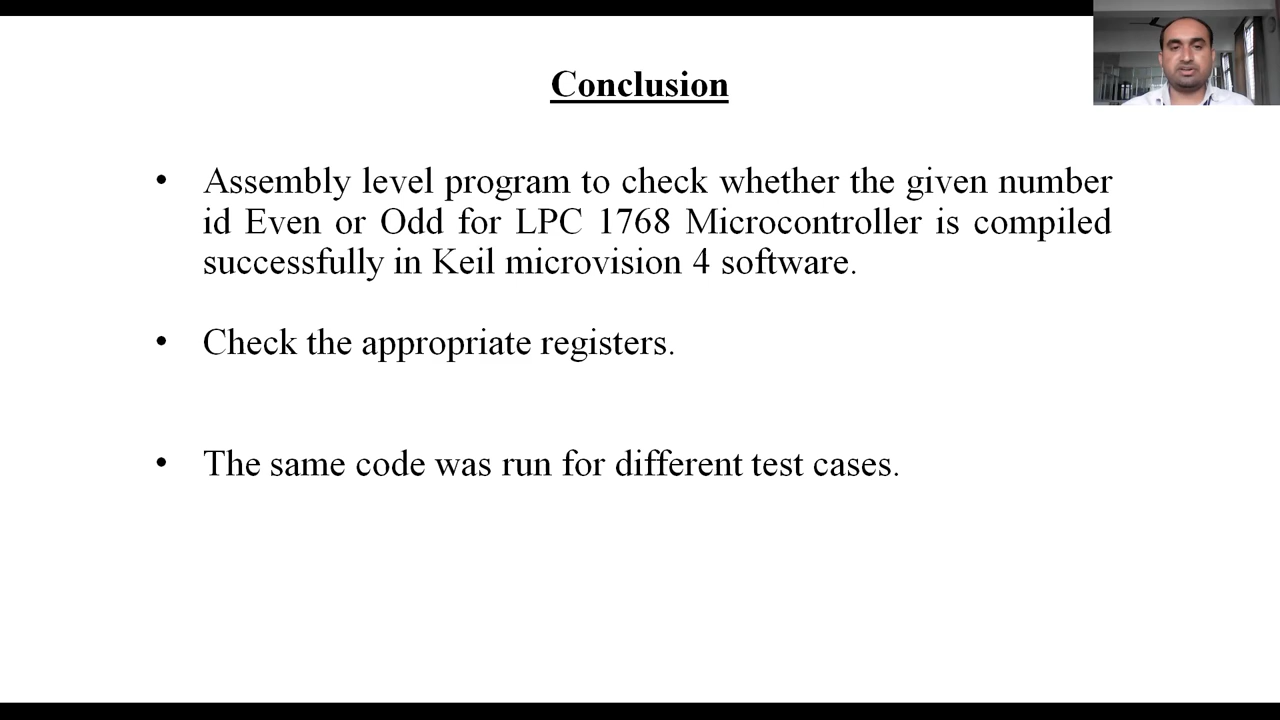 Conclusion
• Assembly level program to check whether the given number
id Even or Odd for LPC 1768 Microcontroller is compiled
successfully in Keil microvision 4 software.
• Check the appropriate registers.
• The same code was run for different test cases.